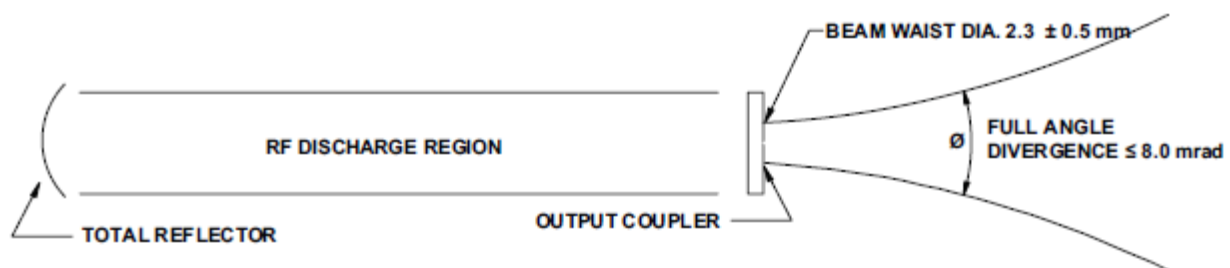 BEAM WAIST DIA. 2.3 ± 0.5 mm
RF DISCHARGE REGION
Ø
FULL ANGLE
DIVERGENCE ≤ 8.0 mrad
OUTPUT COUPLER
TOTAL REFLECTOR